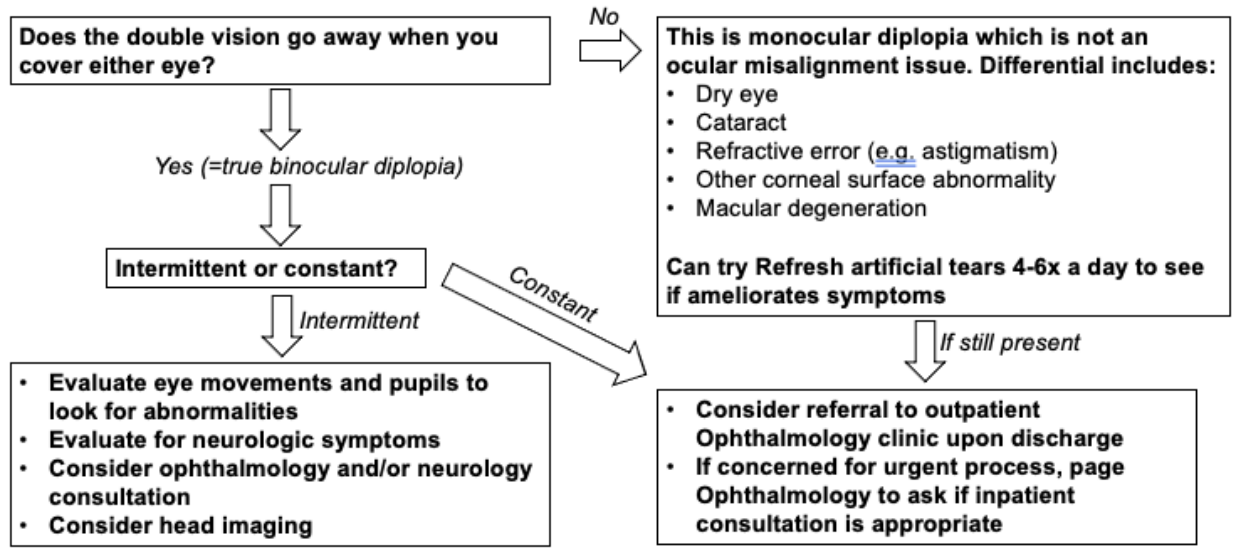 Does the double vision go away when you
cover either eye?
No
This is monocular diplopia which is not an
ocular misalignment issue. Differential includes:
• Dry eye
• Cataract
• Refractive error (e.g. astigmatism)
• Other corneal surface abnormality
• Macular degeneration
Can try Refresh artificial tears 4-6x a day to see
if ameliorates symptoms
Yes (=true binocular diplopia)
Intermittent or constant?
Constant
Intermittent
If still present
• Evaluate eye movements and pupils to
look for abnormalities
• Evaluate for neurologic symptoms
• Consider ophthalmology and/or neurology
consultation
• Consider head imaging
• Consider referral to outpatient
Ophthalmology clinic upon discharge
• If concerned for urgent process, page
Ophthalmology to ask if inpatient
consultation is appropriate